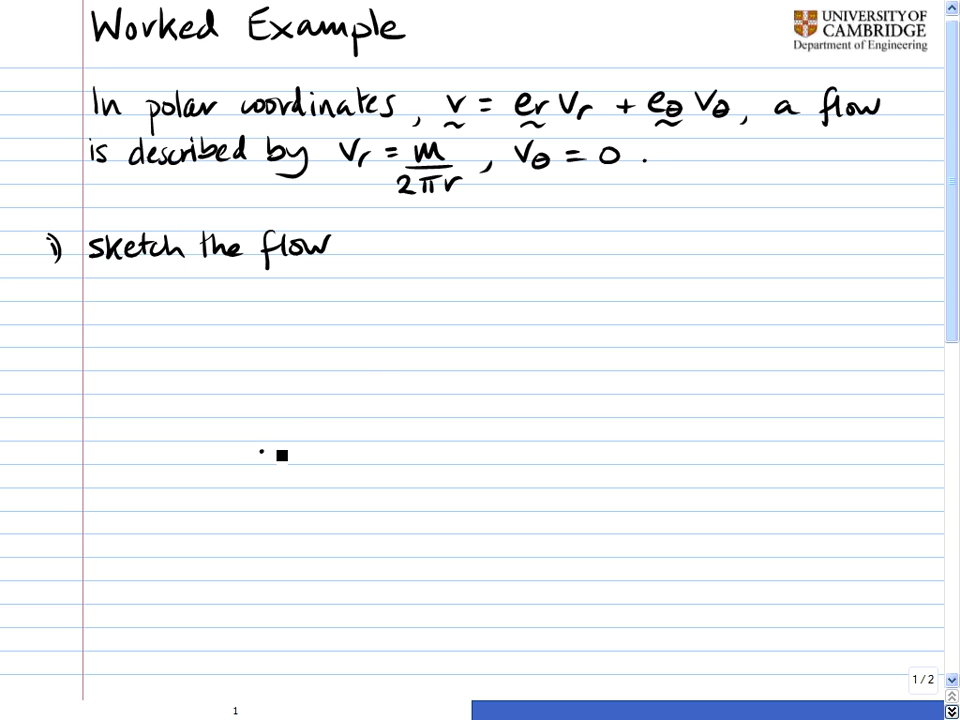 Worked Example
UNIVERSITY OF
CAMBRIDGE
Department of Engineering
In polar coordinates, v = er vr + eθ vθ, a flow
is described by vr = m/2πr, vθ = 0.
i) sketch the flow
1 / 2
1